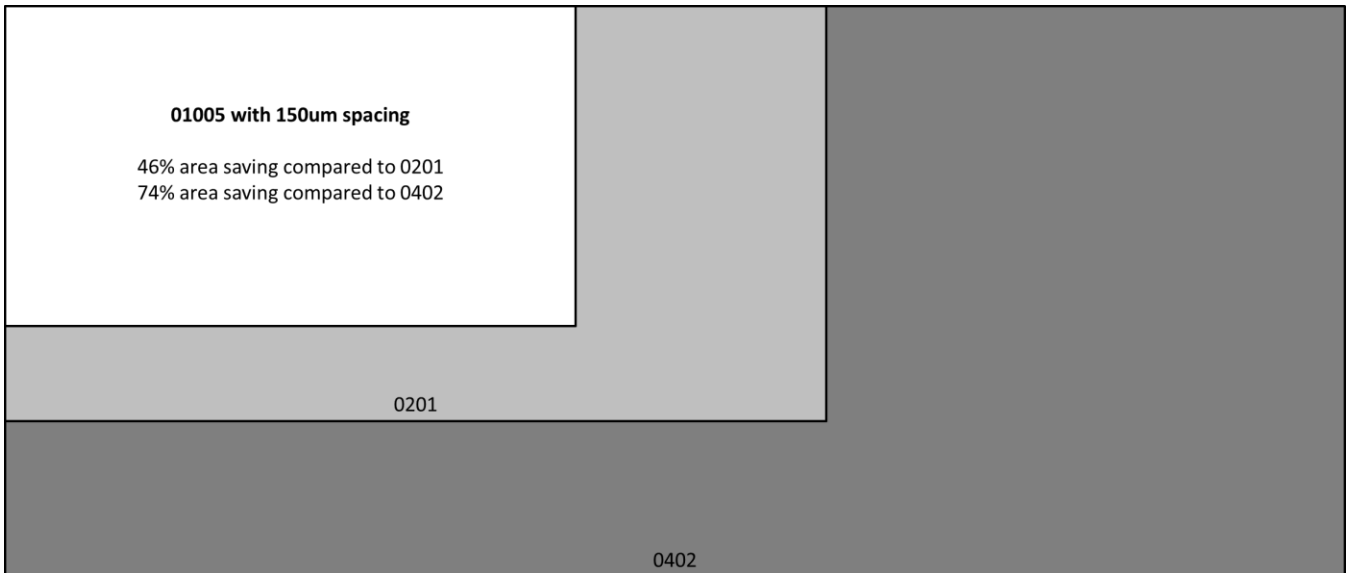 01005 with 150um spacing
46% area saving compared to 0201
74% area saving compared to 0402
0201
0402